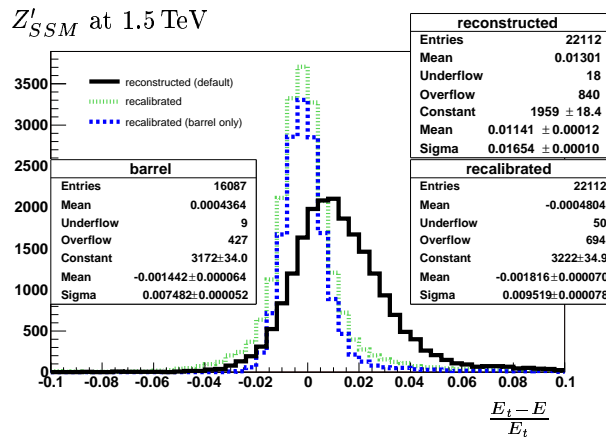 Z′SSM at 1.5 TeV
reconstructed
Entries 22112
Mean 0.01301
Underflow 18
Overflow 840
Constant 1959 ± 18.4
Mean 0.01141 ± 0.00012
Sigma 0.01654 ± 0.00010
reconstructed (default)
recalibrated
recalibrated (barrel only)
barrel
Entries 16087
Mean 0.0004364
Underflow 9
Overflow 427
Constant 3172±34.0
Mean -0.001442±0.000064
Sigma 0.007482±0.000052
recalibrated
Entries 22112
Mean -0.0004804
Underflow 50
Overflow 694
Constant 3222±34.9
Mean -0.001816±0.000070
Sigma 0.009519±0.000078
3500
3000
2500
2000
1500
1000
500
0
-0.1 -0.08 -0.06 -0.04 -0.02 0 0.02 0.04 0.06 0.08 0.1
Et − E
Et